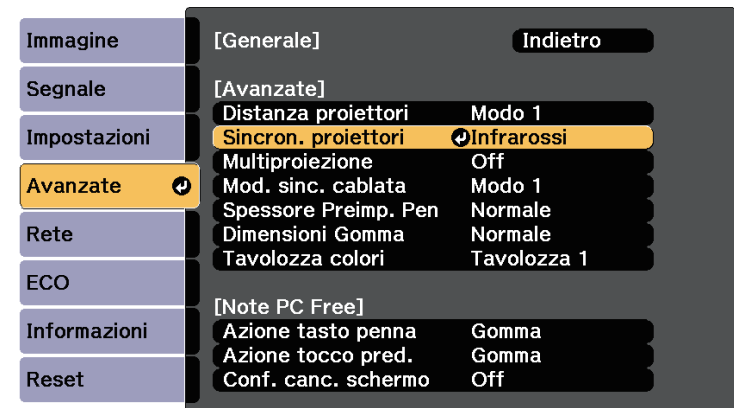 Immagine
Segnale
Impostazioni
Avanzate
Rete
ECO
Informazioni
Reset
[Generale] Indietro
[Avanzate]
Distanza proiettori Modo 1
Sincron. proiettori Infrarossi
Multiproiezione Off
Mod. sinc. cablata Modo 1
Spessore Preimp. Pen Normale
Dimensioni Gomma Normale
Tavolozza colori Tavolozza 1
[Note PC Free]
Azione tasto penna Gomma
Azione tocco pred. Gomma
Conf. canc. schermo Off